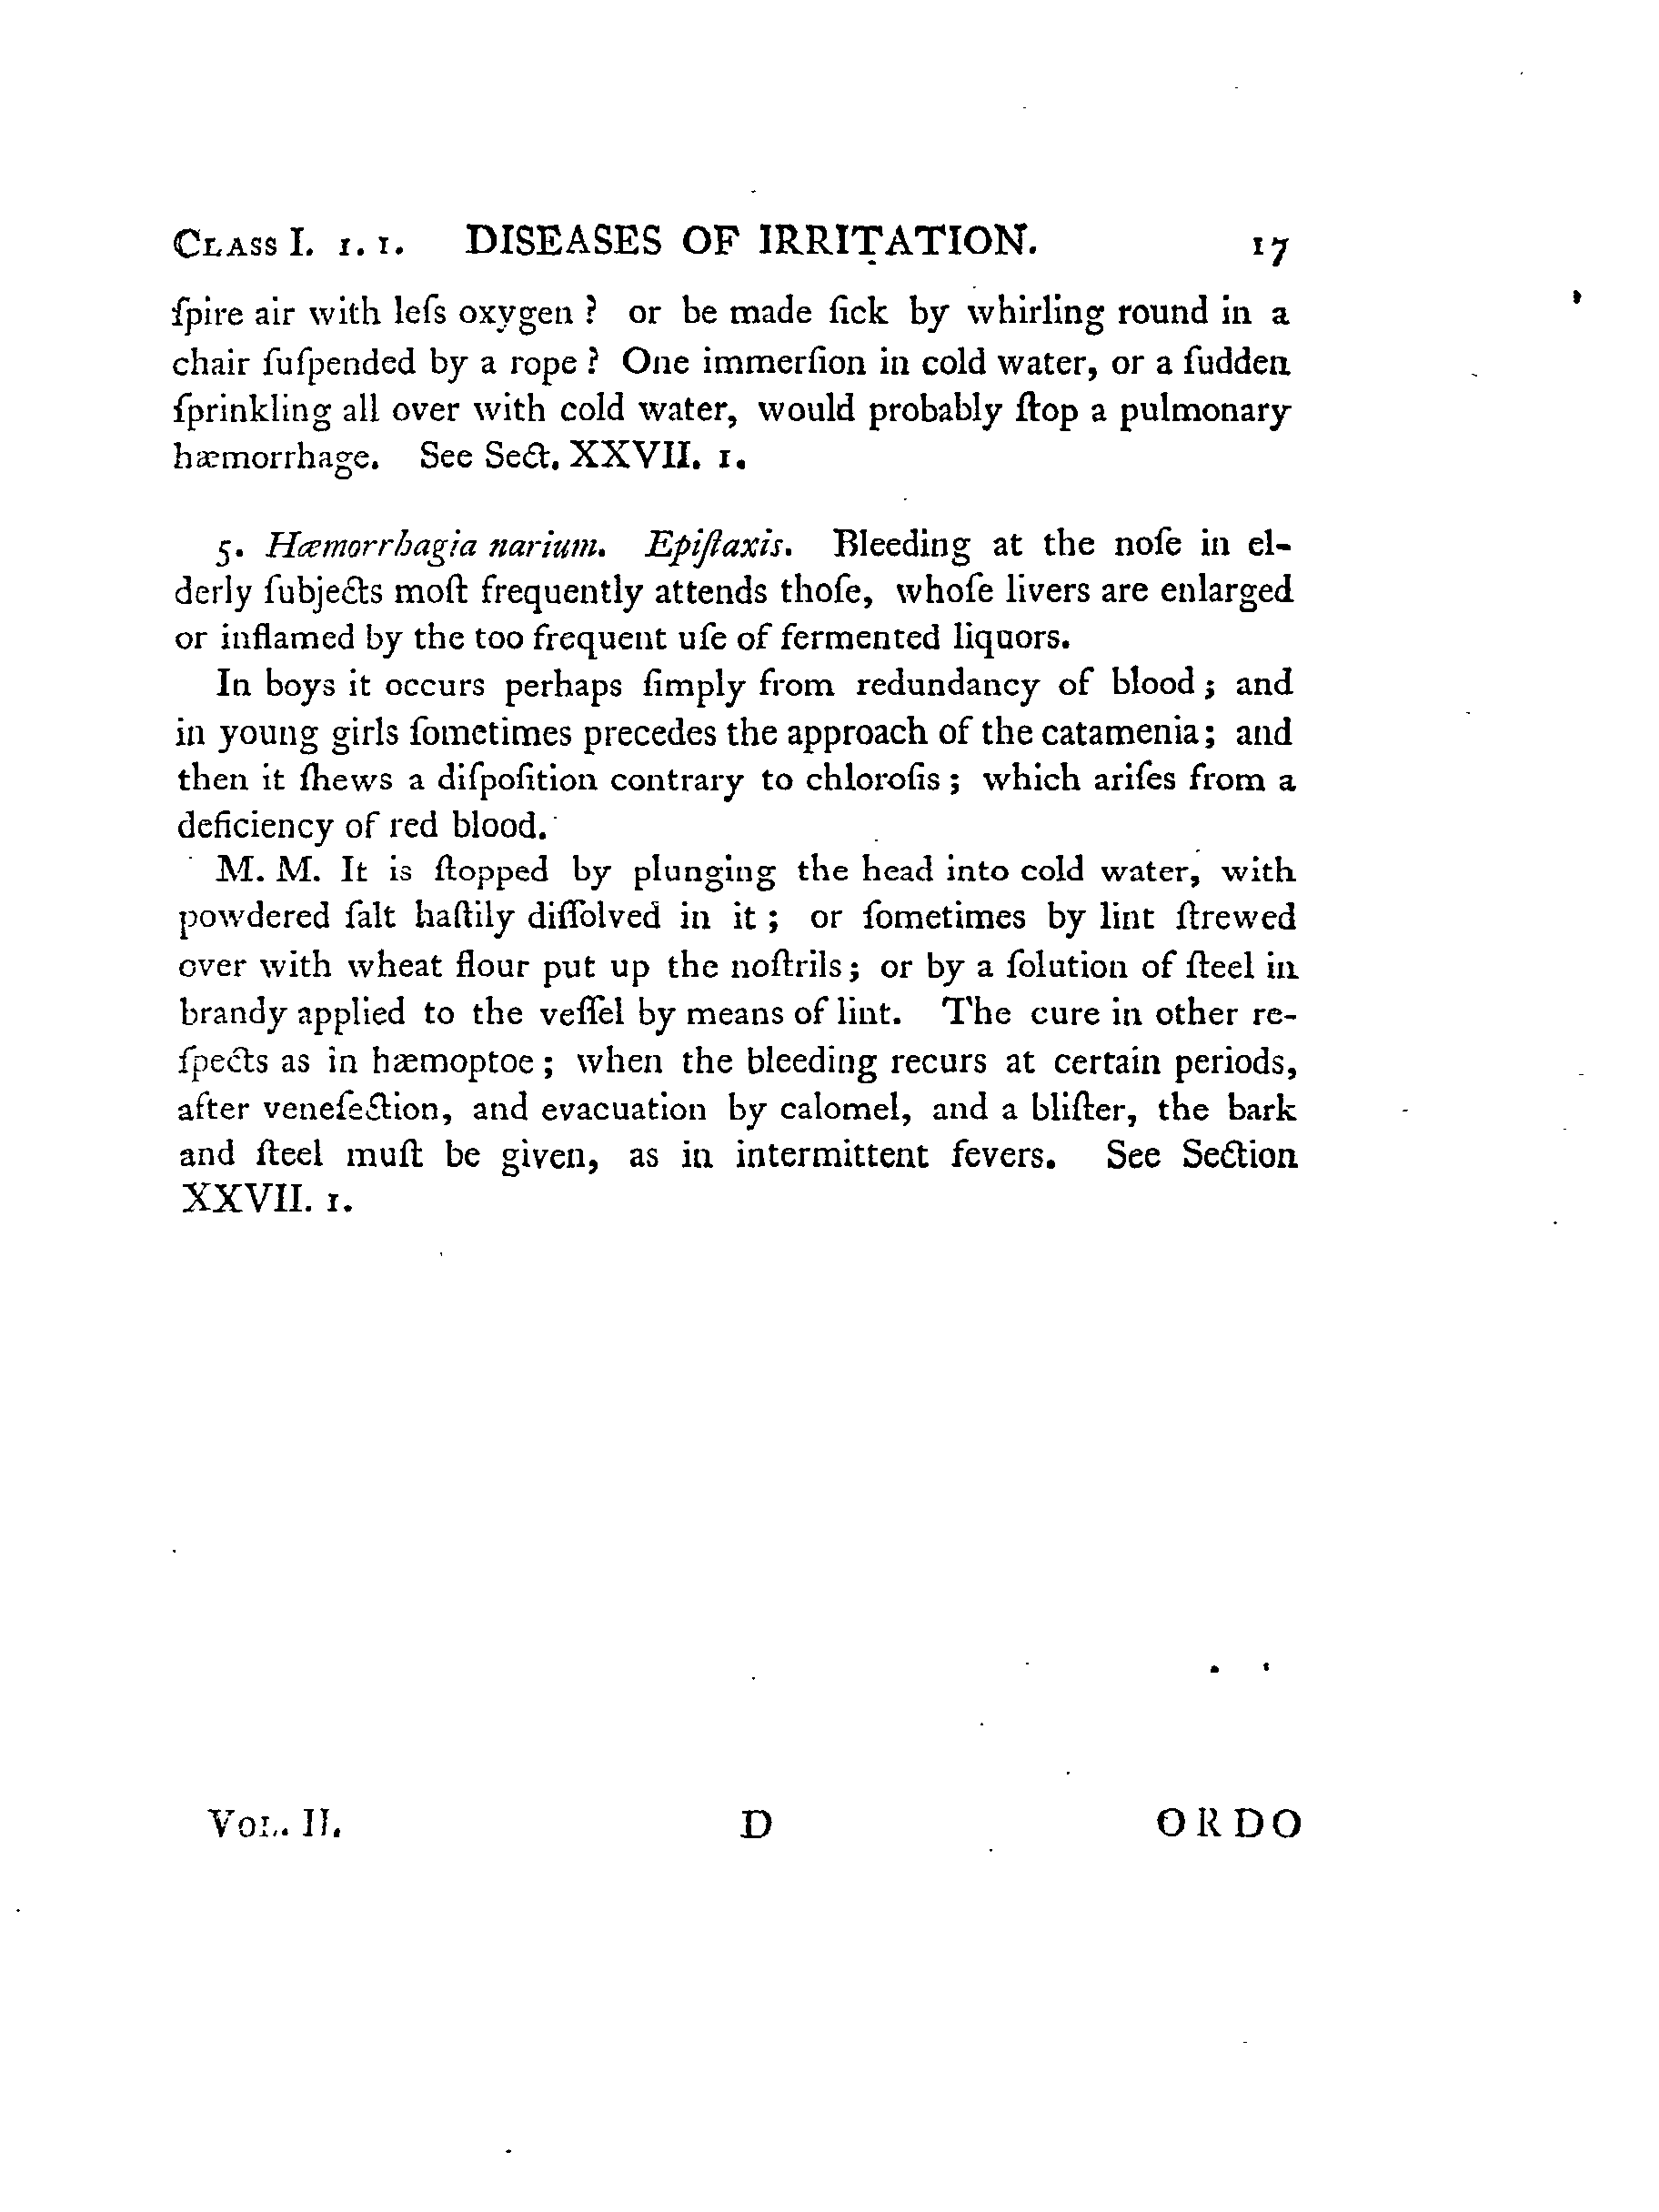 CLASS I. 1. 1. DISEASES OF IRRITATION. 17
ſpire air with leſs oxygen ? or be made ſick by whirling round in a
chair ſuſpended by a rope ? One immerſion in cold water, or a ſudden
ſprinkling all over with cold water, would probably ſtop a pulmonary
hæmorrhage. See Sect. XXVII. 1.
5. Hæmorrhagia narium. Epiſtaxis. Bleeding at the noſe in el-
derly ſubjects moſt frequently attends thoſe, whoſe livers are enlarged
or inflamed by the too frequent uſe of fermented liquors.
In boys it occurs perhaps ſimply from redundancy of blood ; and
in young girls ſometimes precedes the approach of the catamenia ; and
then it ſhews a diſpoſition contrary to chloroſis ; which ariſes from a
deficiency of red blood.
M. M. It is ſtopped by plunging the head into cold water, with
powdered ſalt haſtily diſſolved in it ; or ſometimes by lint ſtrewed
over with wheat flour put up the noſtrils ; or by a ſolution of ſteel in
brandy applied to the veſſel by means of lint. The cure in other re-
ſpects as in hæmoptoe ; when the bleeding recurs at certain periods,
after veneſection, and evacuation by calomel, and a bliſter, the bark
and ſteel muſt be given, as in intermittent fevers. See Section
XXVII. 1.
VOL. II. D ORDO